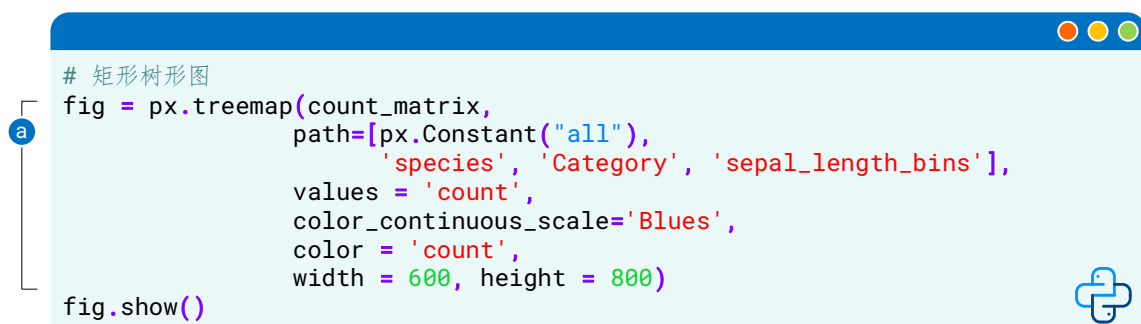 # 矩形树形图
fig = px.treemap(count_matrix,
a
path=[px.Constant("all"),
'species', 'Category', 'sepal_length_bins'],
values = 'count',
color_continuous_scale='Blues',
color = 'count',
width = 600, height = 800)
fig.show()